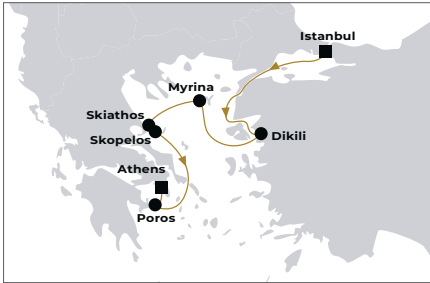 Istanbul
Myrina
Skiathos
Skopelos
Dikili
Athens
Poros